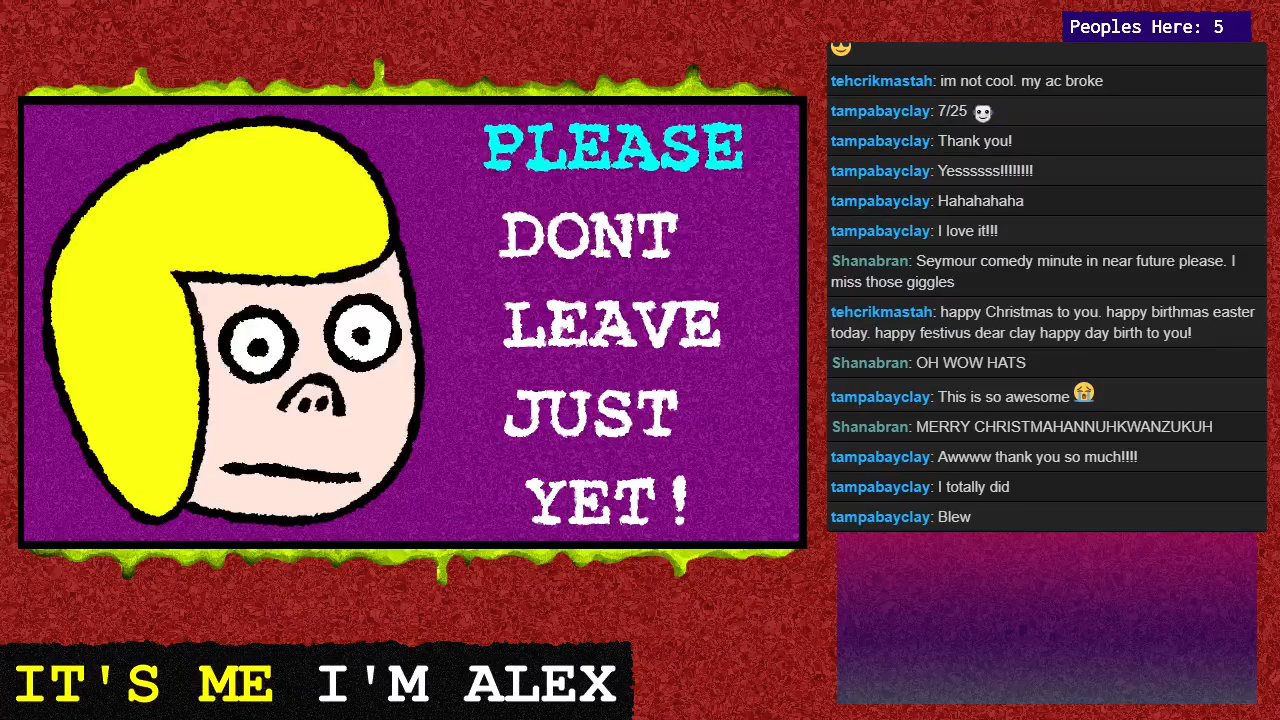 Peoples Here: 5
tehcrikmastah: im not cool. my ac broke
tampabayclay: 7/25
tampabayclay: Thank you!
tampabayclay: Yessssss!!!!!!!!
tampabayclay: Hahahahaha
tampabayclay: I love it!!!
Shanabran: Seymour comedy minute in near future please. I
miss those giggles
tehcrikmastah: happy Christmas to you. happy birthmas easter
today. happy festivus dear clay happy day birth to you!
Shanabran: OH WOW HATS
tampabayclay: This is so awesome 😭
Shanabran: MERRY CHRISTMAHANNUHKWANZUKUH
tampabayclay: Awwww thank you so much!!!!
tampabayclay: I totally did
tampabayclay: Blew
PLEASE
DONT
LEAVE
JUST
YET!
IT'S ME I'M ALEX